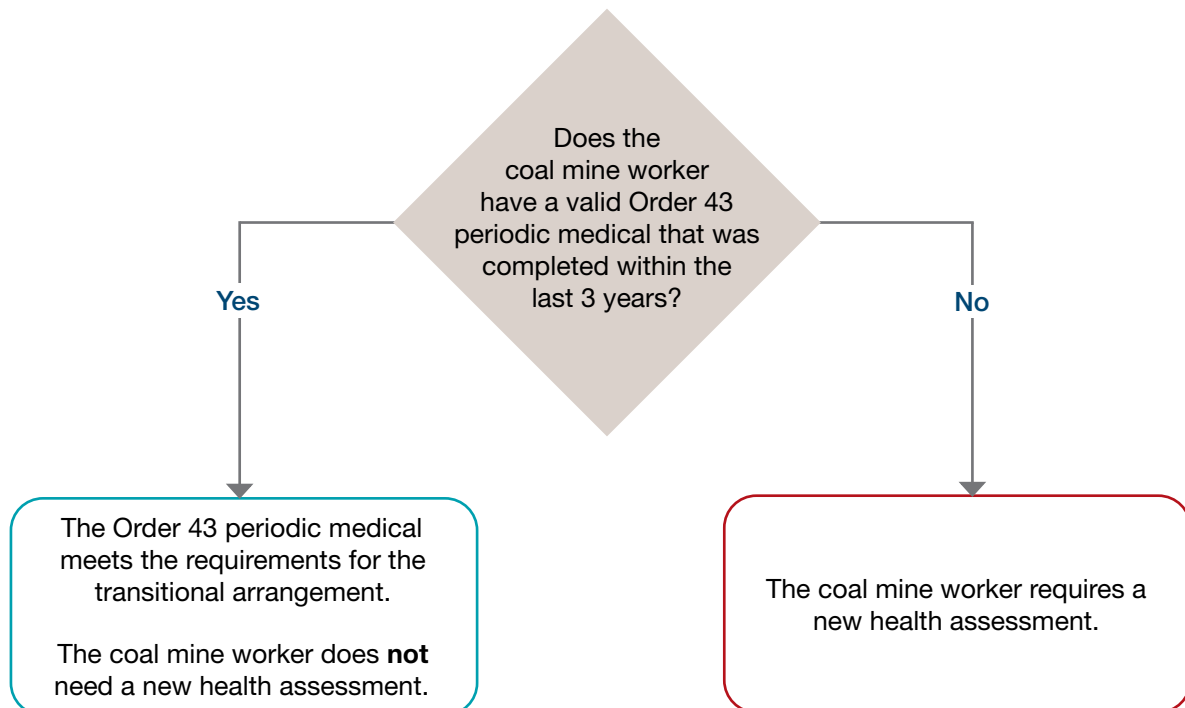 Does the
coal mine worker
have a valid Order 43
periodic medical that was
completed within the
last 3 years?
Yes
No
The Order 43 periodic medical
meets the requirements for the
transitional arrangement.
The coal mine worker does not
need a new health assessment.
The coal mine worker requires a
new health assessment.